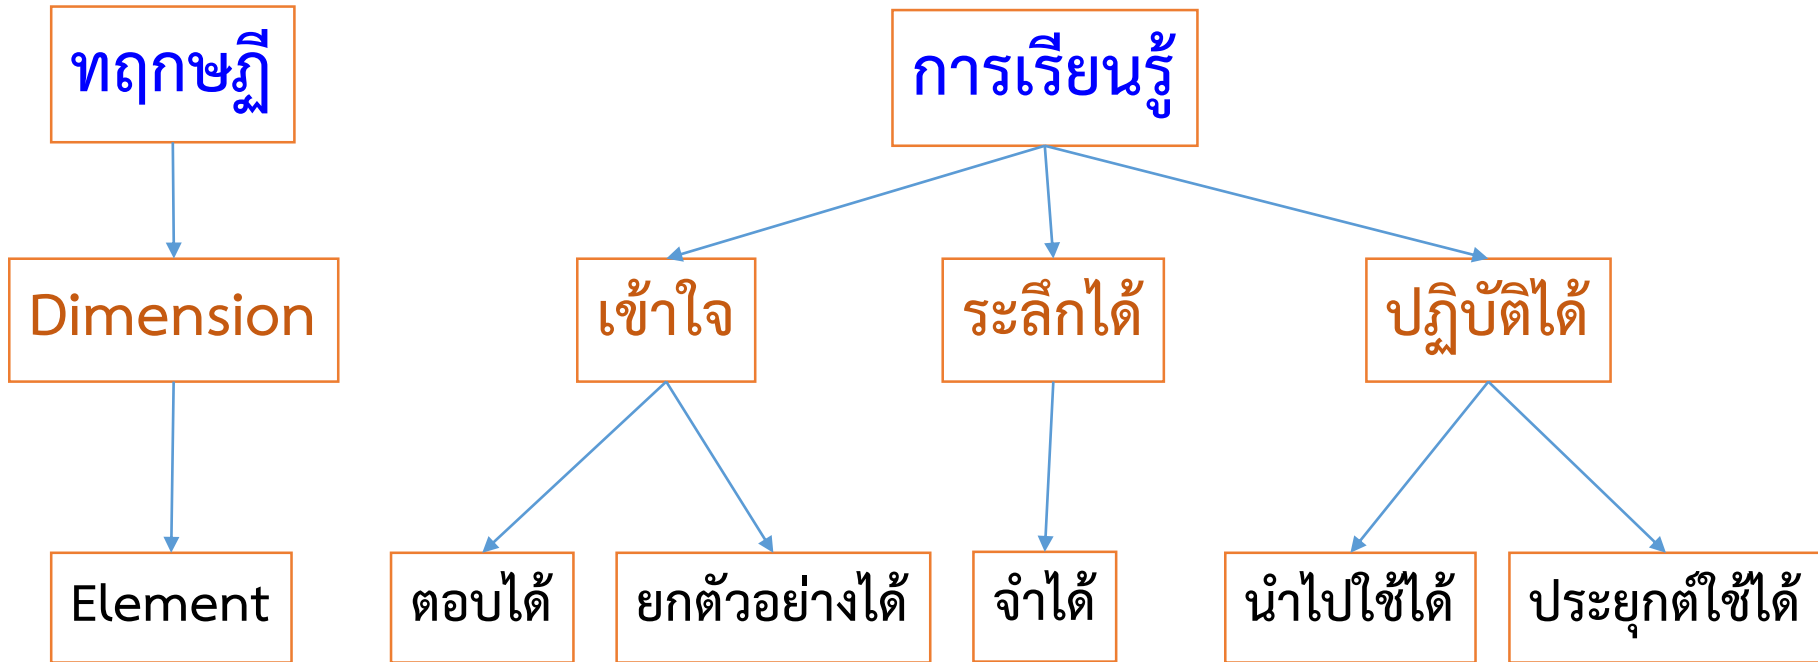 ทฤกษฏี
การเรียนรู้
Dimension
เข้าใจ
ระลึกได้
ปฏิบัติได้
Element
ตอบได้
ยกตัวอย่างได้
จำได้
นำไปใช้ได้
ประยุกต์ใช้ได้